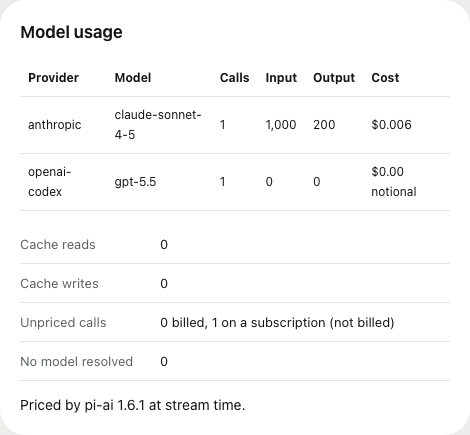 Model usage
Provider Model Calls Input Output Cost
anthropic claude-sonnet-4-5 1 1,000 200 $0.006
openai-codex gpt-5.5 1 0 0 $0.00 notional
Cache reads 0
Cache writes 0
Unpriced calls 0 billed, 1 on a subscription (not billed)
No model resolved 0
Priced by pi-ai 1.6.1 at stream time.